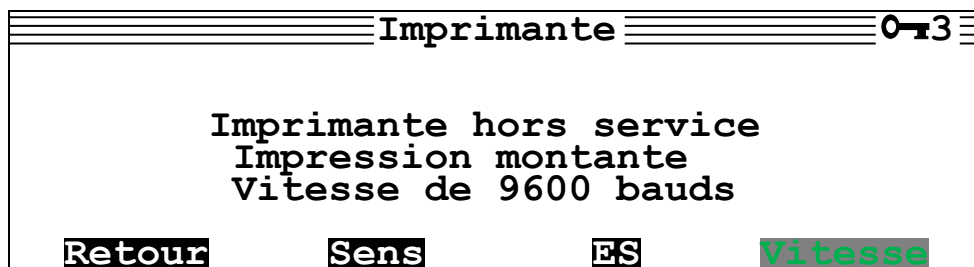 Imprimante 3
Imprimante hors service
Impression montante
Vitesse de 9600 bauds
Retour Sens ES Vitesse